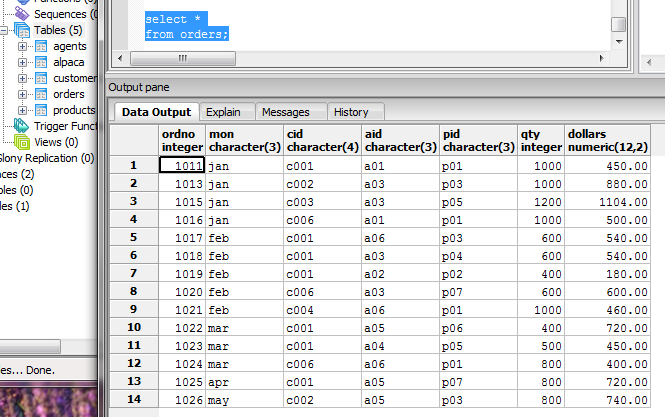 Functions (0)
Sequences (0)
Tables (5)
agents
alpaca
customer
orders
products
Trigger Funct
Views (0)
Slony Replication (0)
ces (2)
bles (0)
les (1)
es... Done.
select *
from orders;
Output pane
Data Output Explain Messages History
ordno mon cid aid pid qty dollars
integer character(3) character(4) character(3) character(3) integer numeric(12,2)
1 1011 jan c001 a01 p01 1000 450.00
2 1013 jan c002 a03 p03 1000 880.00
3 1015 jan c003 a03 p05 1200 1104.00
4 1016 jan c006 a01 p01 1000 500.00
5 1017 feb c001 a06 p03 600 540.00
6 1018 feb c001 a03 p04 600 540.00
7 1019 feb c001 a02 p02 400 180.00
8 1020 feb c006 a03 p07 600 600.00
9 1021 feb c004 a06 p01 1000 460.00
10 1022 mar c001 a05 p06 400 720.00
11 1023 mar c001 a04 p05 500 450.00
12 1024 mar c006 a06 p01 800 400.00
13 1025 apr c001 a05 p07 800 720.00
14 1026 may c002 a05 p03 800 740.00